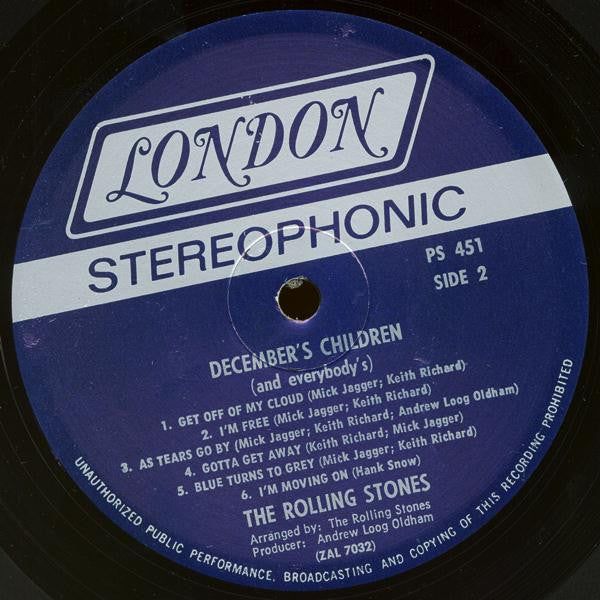 LONDON
STEREOPHONIC
PS 451
SIDE 2
DECEMBER'S CHILDREN
(and everybody's)
1. GET OFF OF MY CLOUD (Mick Jagger; Keith Richard)
2. I'M FREE (Mick Jagger; Keith Richard)
3. AS TEARS GO BY (Mick Jagger; Keith Richard; Andrew Loog Oldham)
4. GOTTA GET AWAY (Keith Richard; Mick Jagger)
5. BLUE TURNS TO GREY (Mick Jagger; Keith Richard)
6. I'M MOVING ON (Hank Snow)
THE ROLLING STONES
Arranged by: The Rolling Stones
Producer: Andrew Loog Oldham
(ZAL 7032)
UNAUTHORIZED PUBLIC PERFORMANCE, BROADCASTING AND COPYING OF THIS RECORDING PROHIBITED